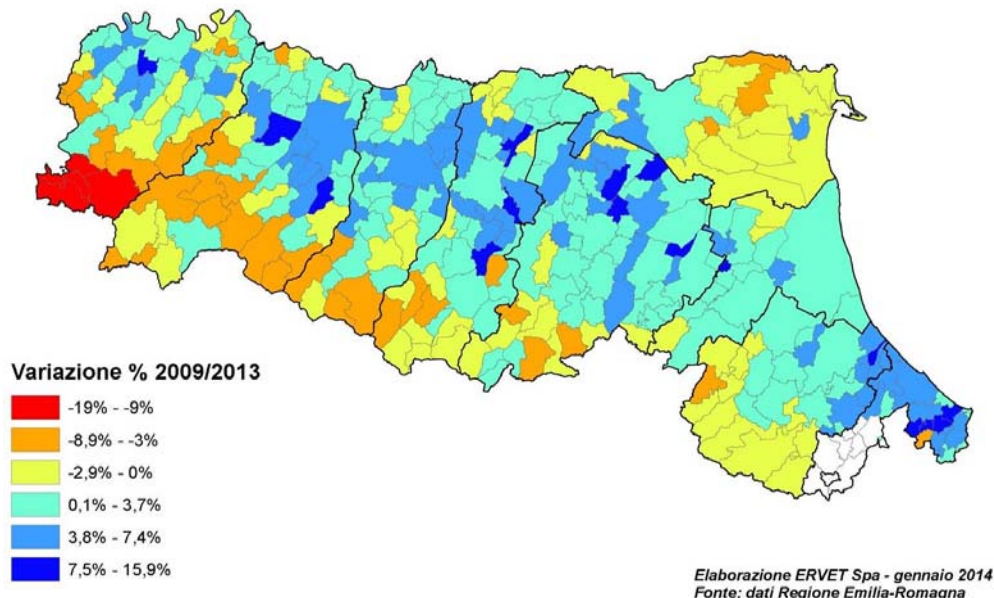 Variazione % 2009/2013
-19% - -9%
-8,9% - -3%
-2,9% - 0%
0,1% - 3,7%
3,8% - 7,4%
7,5% - 15,9%
Elaborazione ERVET Spa - gennaio 2014
Fonte: dati Regione Emilia-Romagna